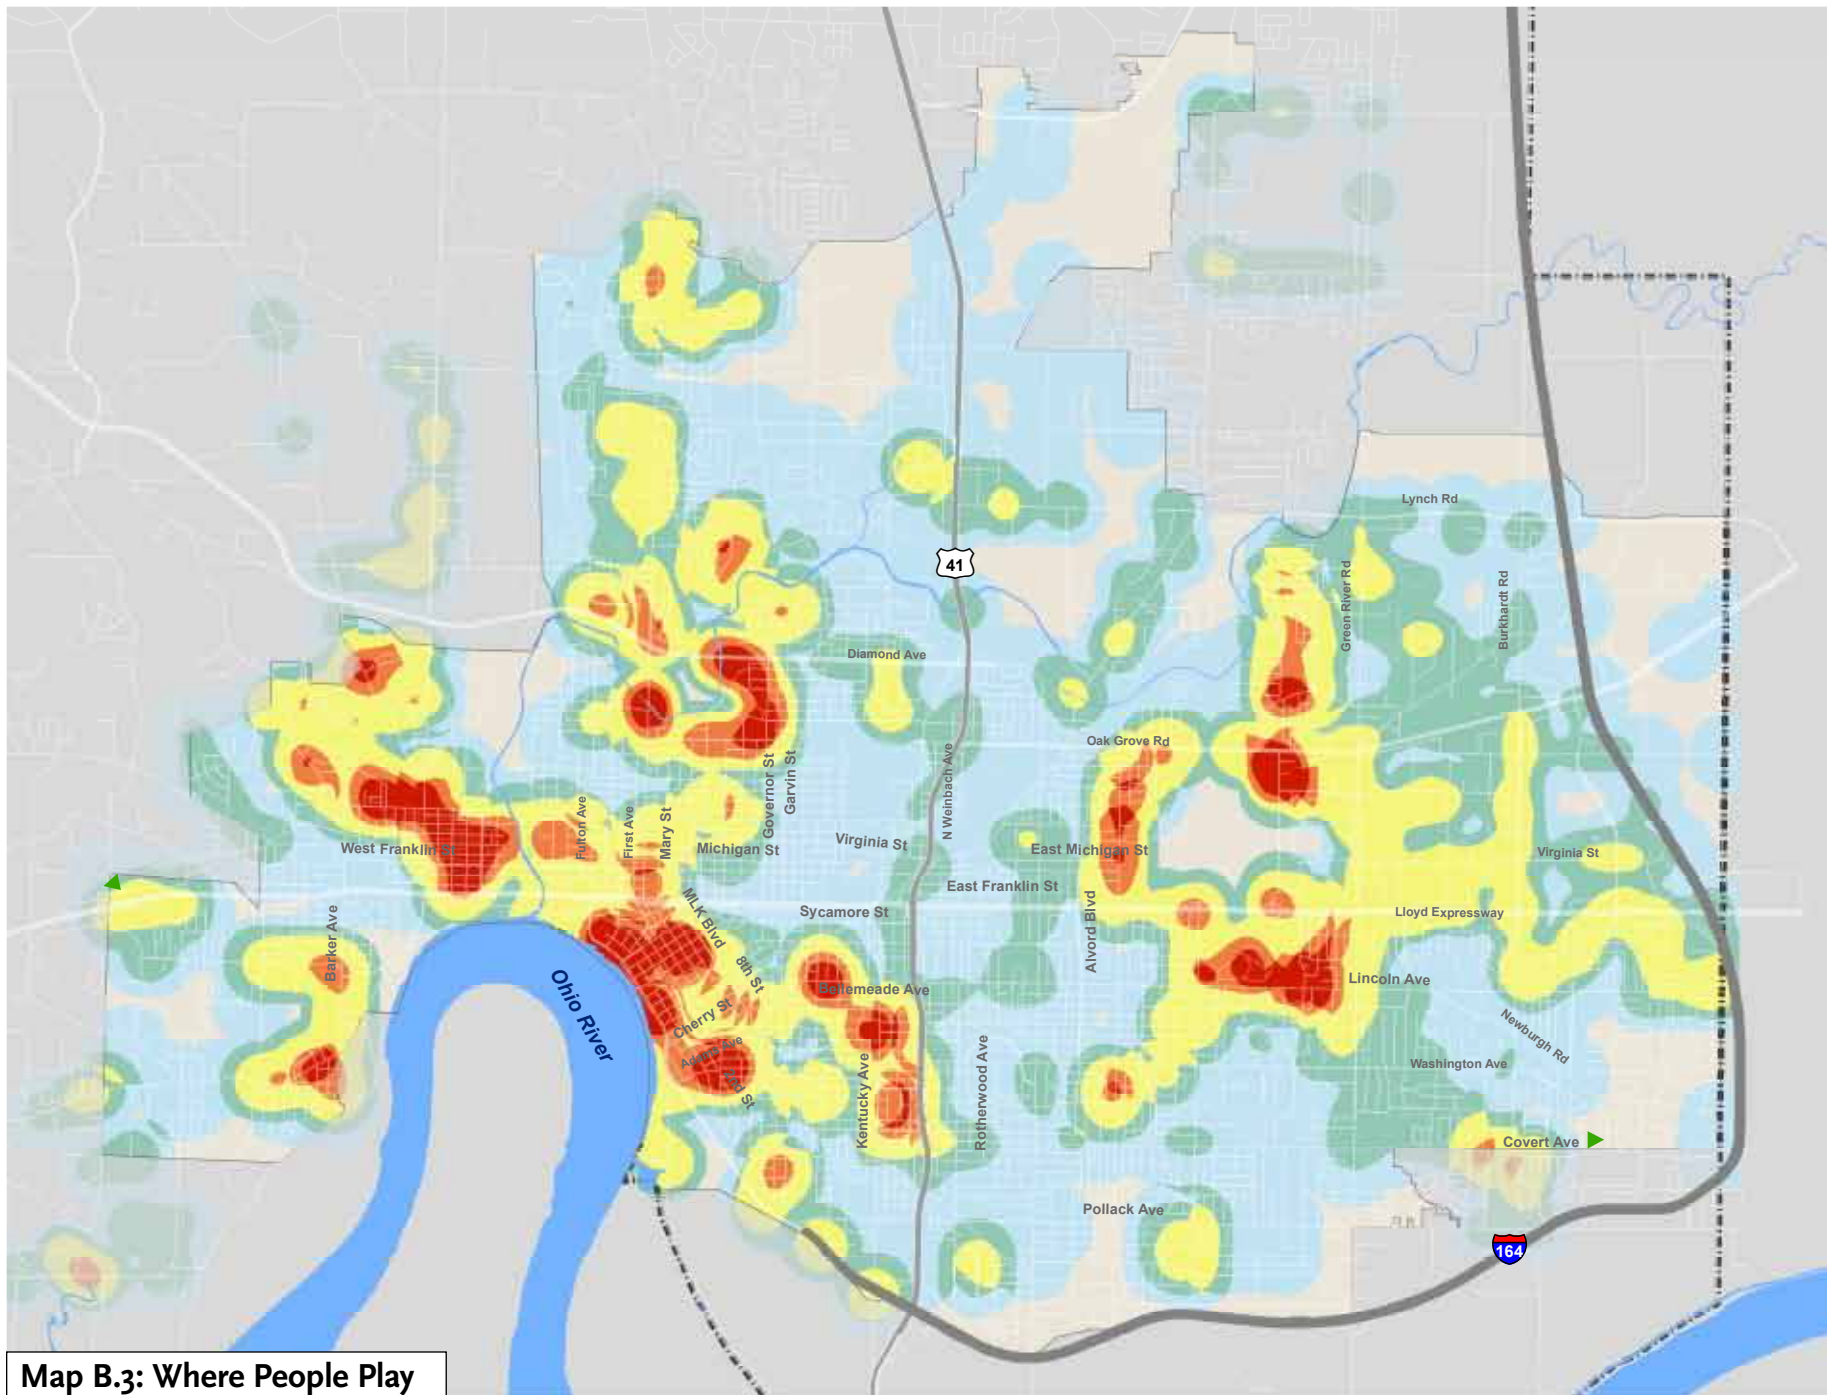 Lynch Rd
41
Green River Rd
Burkhardt Rd
Diamond Ave
Oak Grove Rd
Governor St
Garvin St
N Weinbach Ave
Fulton Ave
First Ave
Mary St
West Franklin St
Michigan St
Virginia St
East Michigan St
Virginia St
East Franklin St
MLK Blvd
Sycamore St
Lloyd Expressway
Alvord Blvd
Barker Ave
8th St
Bellemeade Ave
Lincoln Ave
Ohio River
Cherry St
Newburgh Rd
Adams Ave
Washington Ave
2nd St
Kentucky Ave
Rotherwood Ave
Covert Ave
Pollack Ave
164
Map B.3: Where People Play